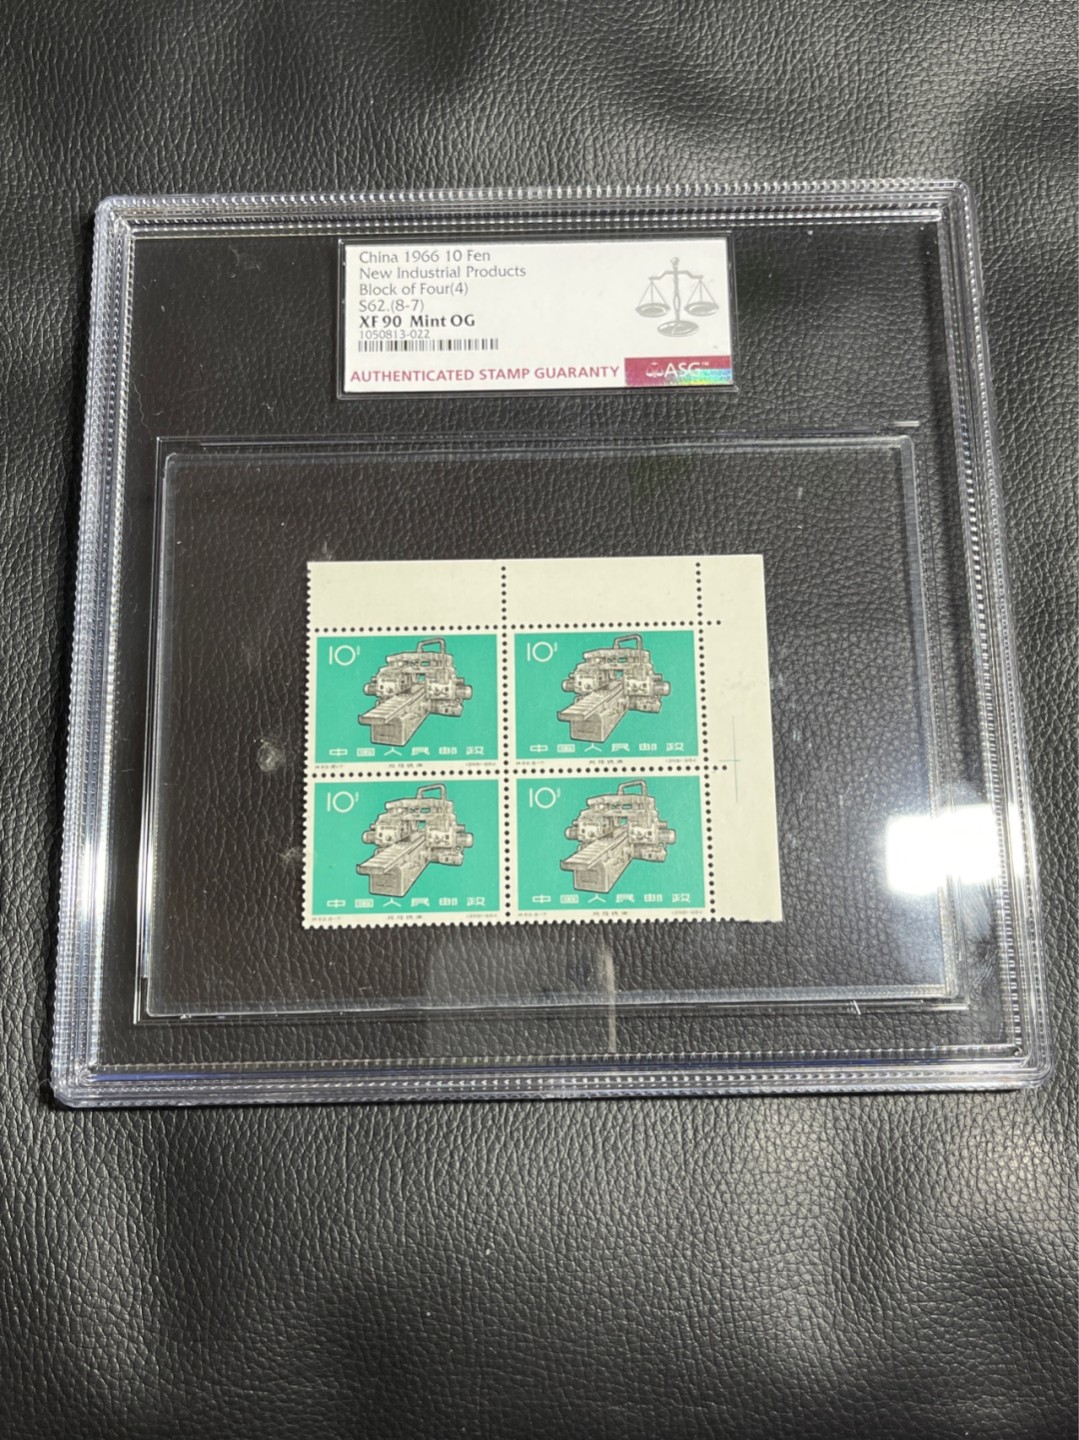 China 1966 10 Fen
New Industrial Products
Block of Four(4)
S62.(8-7)
XF 90 Mint OG
1050813-022
AUTHENTICATED STAMP GUARANTY
ASG™
10
10
中国人民邮政
中国人民邮政
10
10
中国人民邮政
中国人民邮政